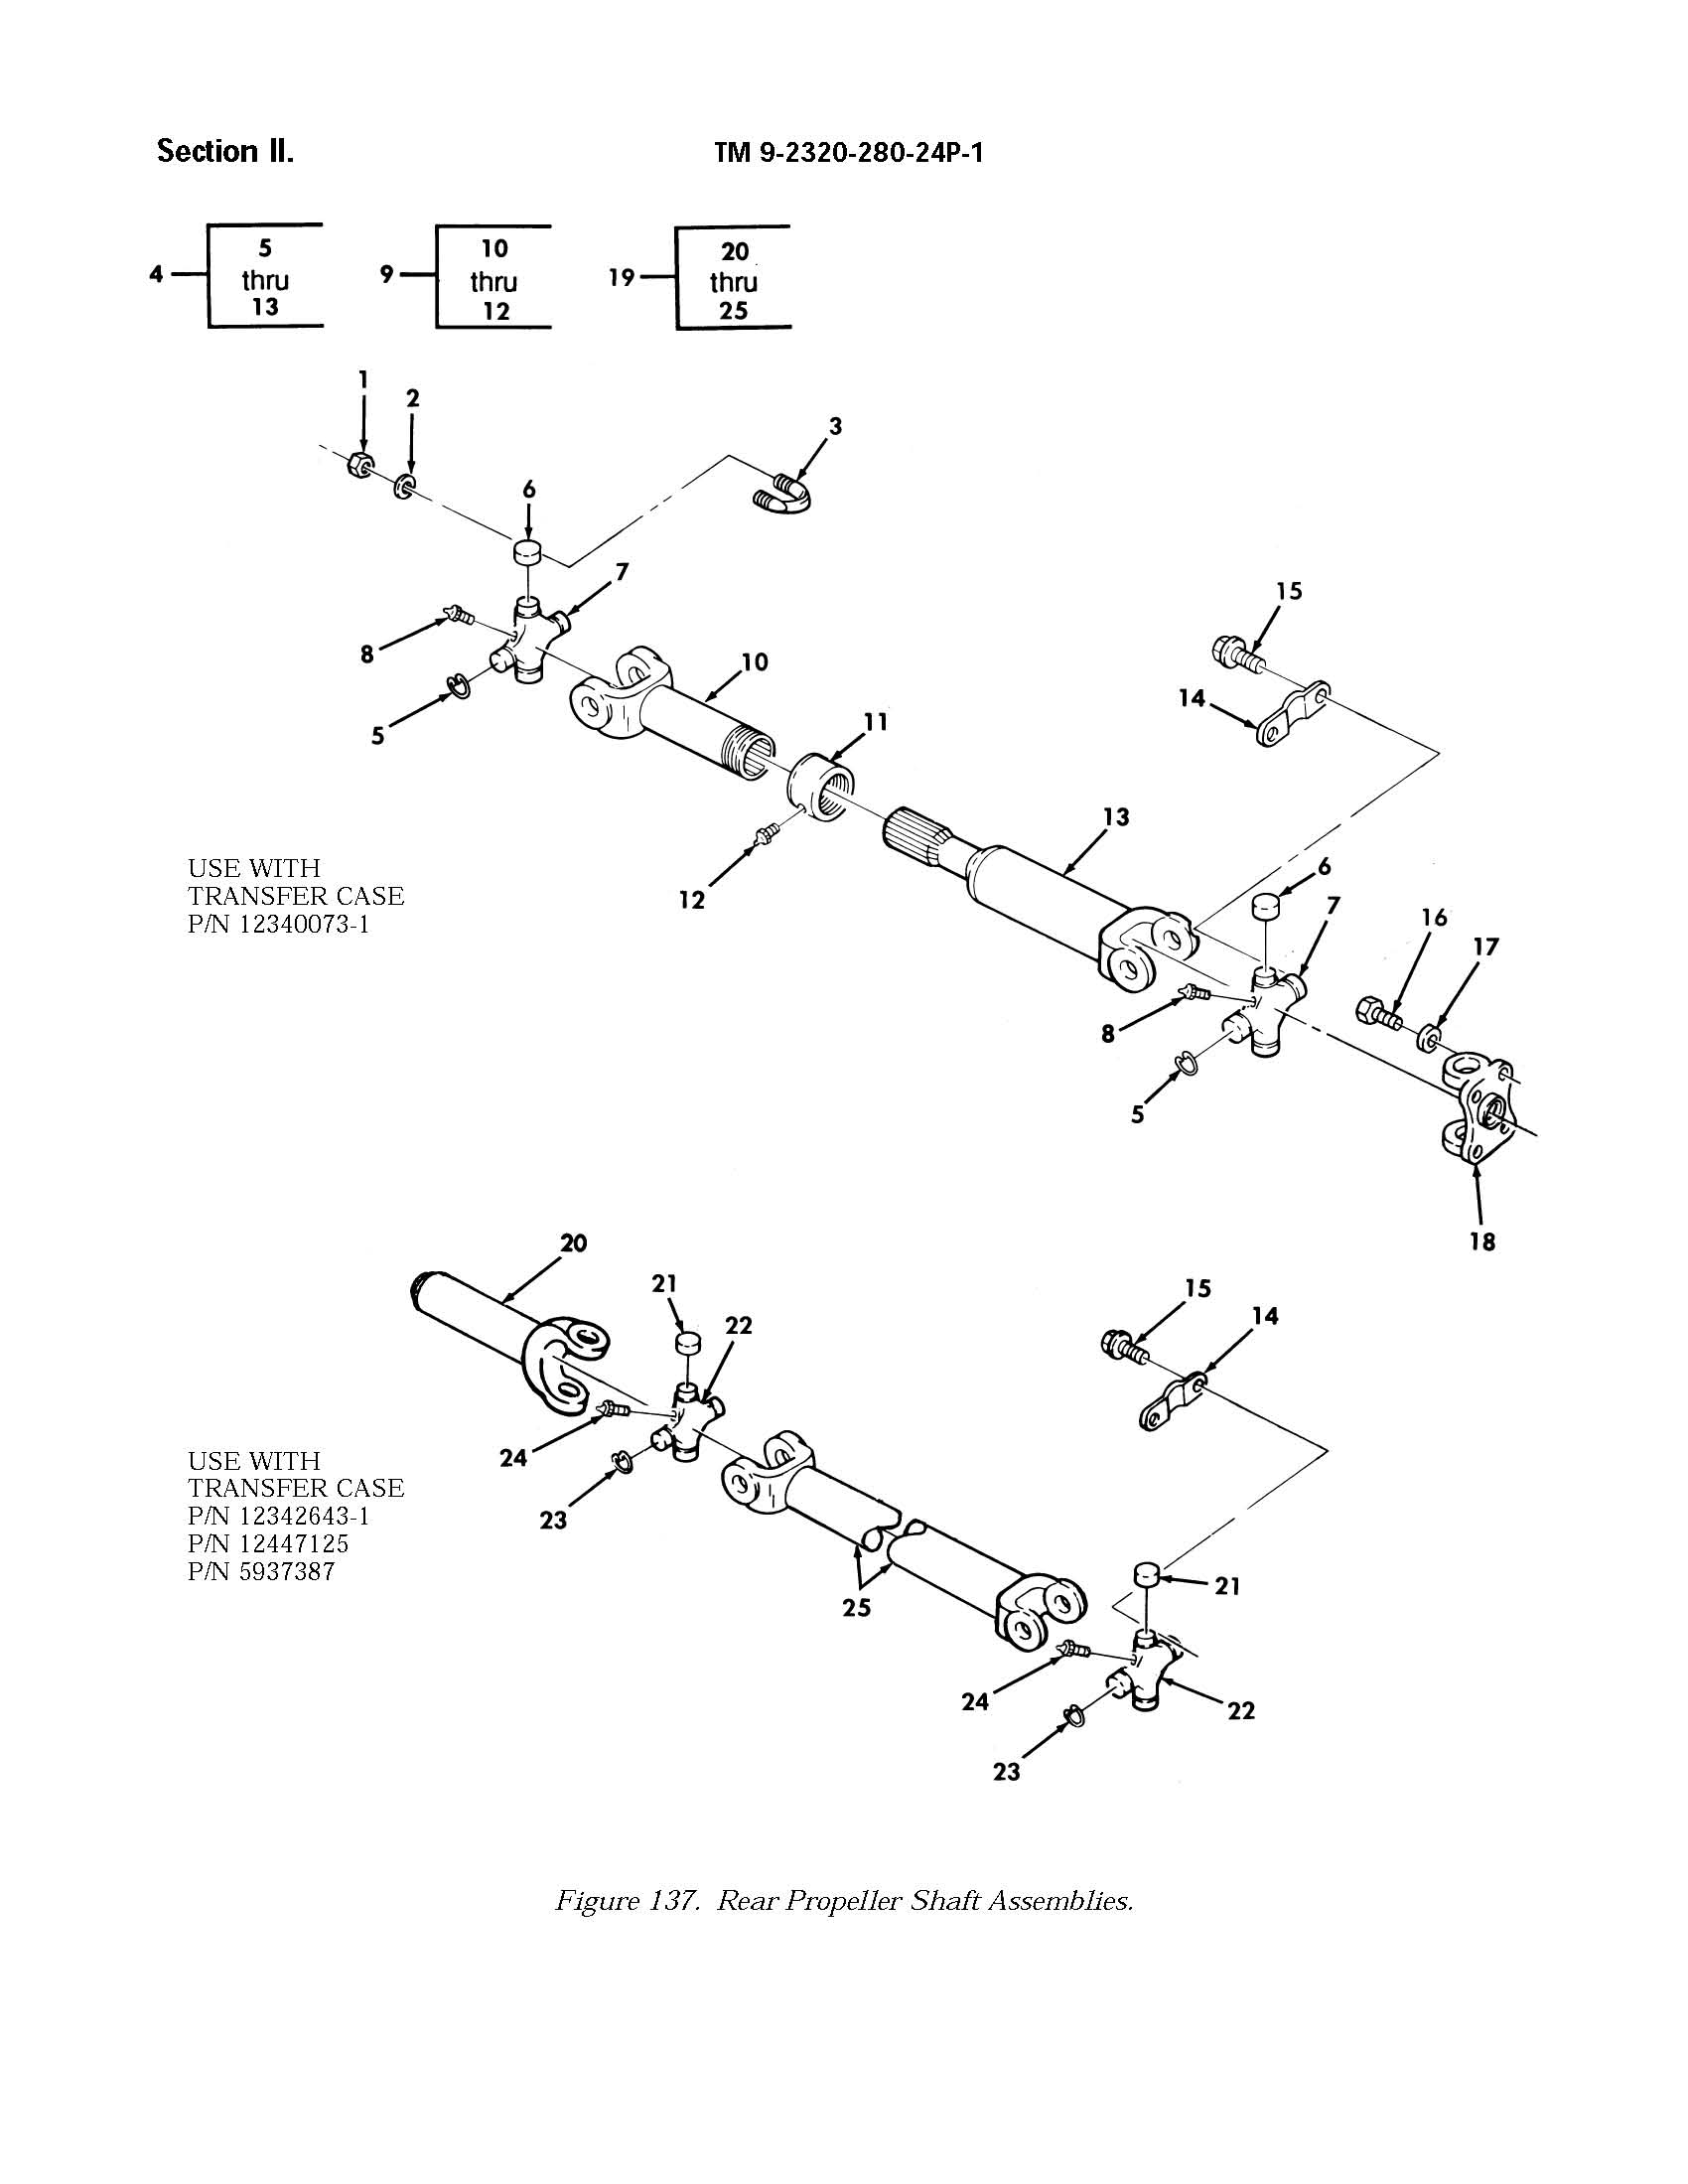 Section II. TM 9-2320-280-24P-1
4 5 thru 13
9 10 thru 12
19 20 thru 25
1
2
3
6
7
8
5
10
11
12
15
14
13
6
7
16
17
8
5
18
USE WITH
TRANSFER CASE
P/N 12340073-1
20
21
22
15
14
24
23
25
21
24
22
23
USE WITH
TRANSFER CASE
P/N 12342643-1
P/N 12447125
P/N 5937387
Figure 137. Rear Propeller Shaft Assemblies.